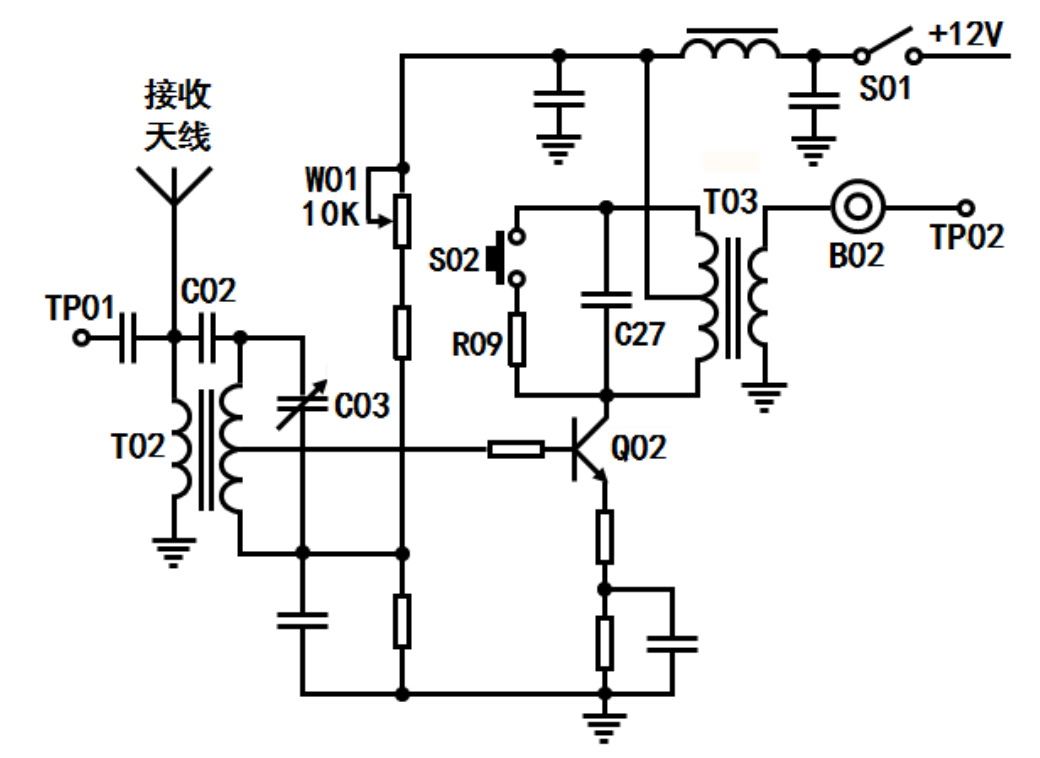 +12V
S01
接收
天线
W01
10K
T03
S02
B02
TP02
C02
TP01
R09
C27
C03
T02
Q02